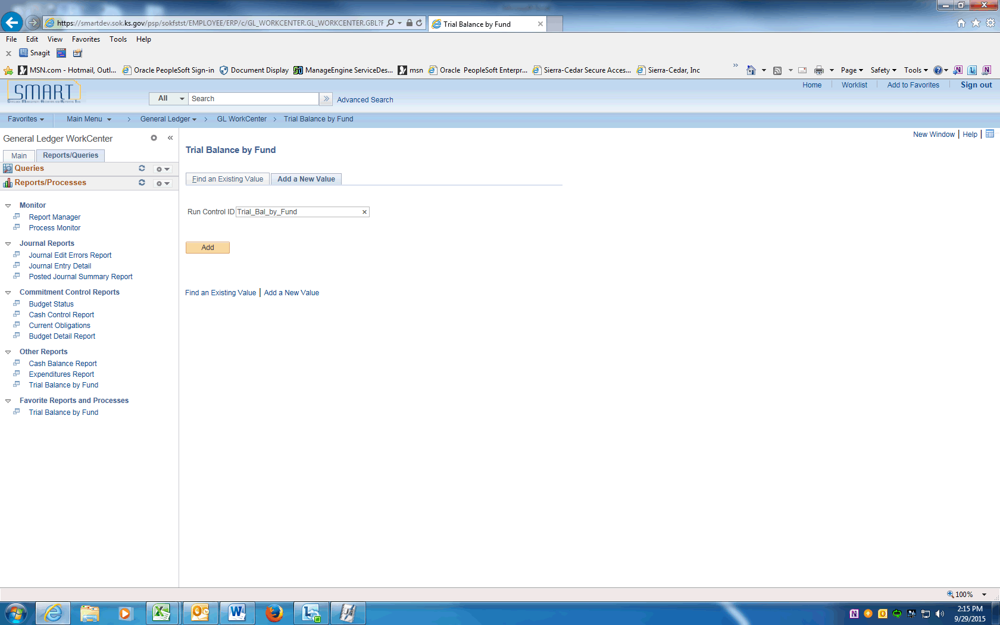 https://smartdev.sok.ks.gov/psp/sokfstst/EMPLOYEE/ERP/c/GL_WORKCENTER.GL_WORKCENTER.GBL?F
Trial Balance by Fund
File Edit View Favorites Tools Help
Snagit
MSN.com - Hotmail, Outl... Oracle PeopleSoft Sign-in Document Display ManageEngine ServiceDes... msn Oracle PeopleSoft Enterpr... Sierra-Cedar Secure Acces... Sierra-Cedar, Inc
Page Safety Tools
SMART
Home Worklist Add to Favorites Sign out
All Search Advanced Search
Favorites Main Menu > General Ledger > GL WorkCenter > Trial Balance by Fund
New Window | Help
General Ledger WorkCenter
Main Reports/Queries
Queries
Reports/Processes
Monitor
Report Manager
Process Monitor
Journal Reports
Journal Edit Errors Report
Journal Entry Detail
Posted Journal Summary Report
Commitment Control Reports
Budget Status
Cash Control Report
Current Obligations
Budget Detail Report
Other Reports
Cash Balance Report
Expenditures Report
Trial Balance by Fund
Favorite Reports and Processes
Trial Balance by Fund
Trial Balance by Fund
Find an Existing Value Add a New Value
Run Control ID Trial_Bal_by_Fund
Add
Find an Existing Value | Add a New Value
100%
2:15 PM
9/29/2015